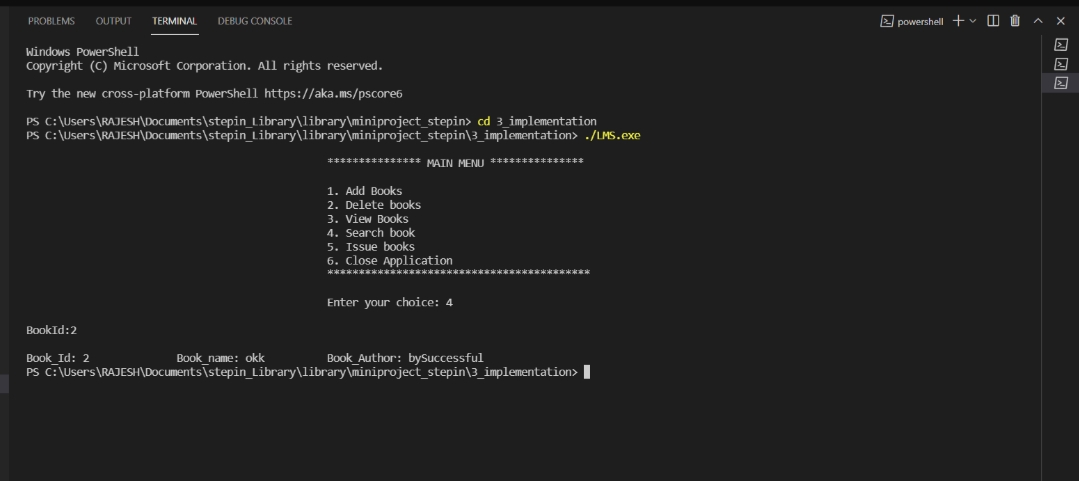 PROBLEMS OUTPUT TERMINAL DEBUG CONSOLE powershell
Windows PowerShell
Copyright (C) Microsoft Corporation. All rights reserved.
Try the new cross-platform PowerShell https://aka.ms/pscore6
PS C:\Users\RAJESH\Documents\stepin_Library\library\miniproject_stepin> cd 3_implementation
PS C:\Users\RAJESH\Documents\stepin_Library\library\miniproject_stepin\3_implementation> ./LMS.exe
*************** MAIN MENU ***************
1. Add Books
2. Delete books
3. View Books
4. Search book
5. Issue books
6. Close Application
******************************************
Enter your choice: 4
BookId:2
Book_Id: 2 Book_name: okk Book_Author: bySuccessful
PS C:\Users\RAJESH\Documents\stepin_Library\library\miniproject_stepin\3_implementation>